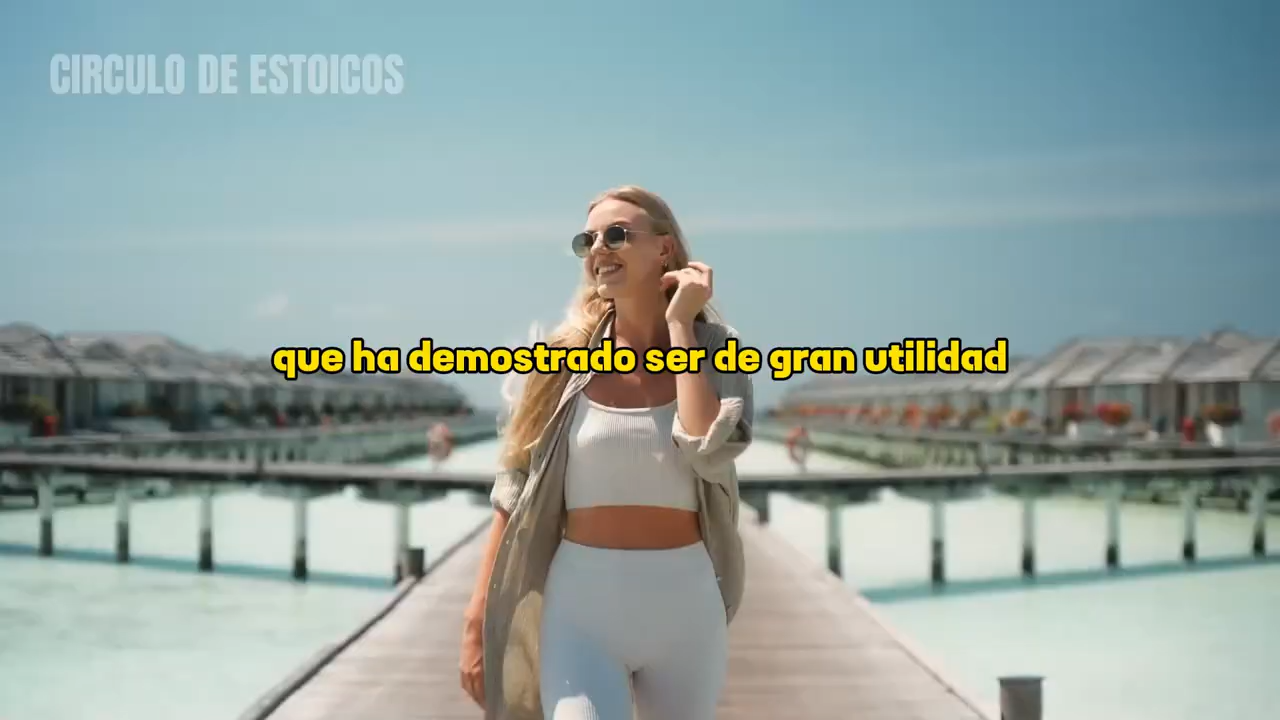 CIRCULO DE ESTOICOS
que ha demostrado ser de gran utilidad